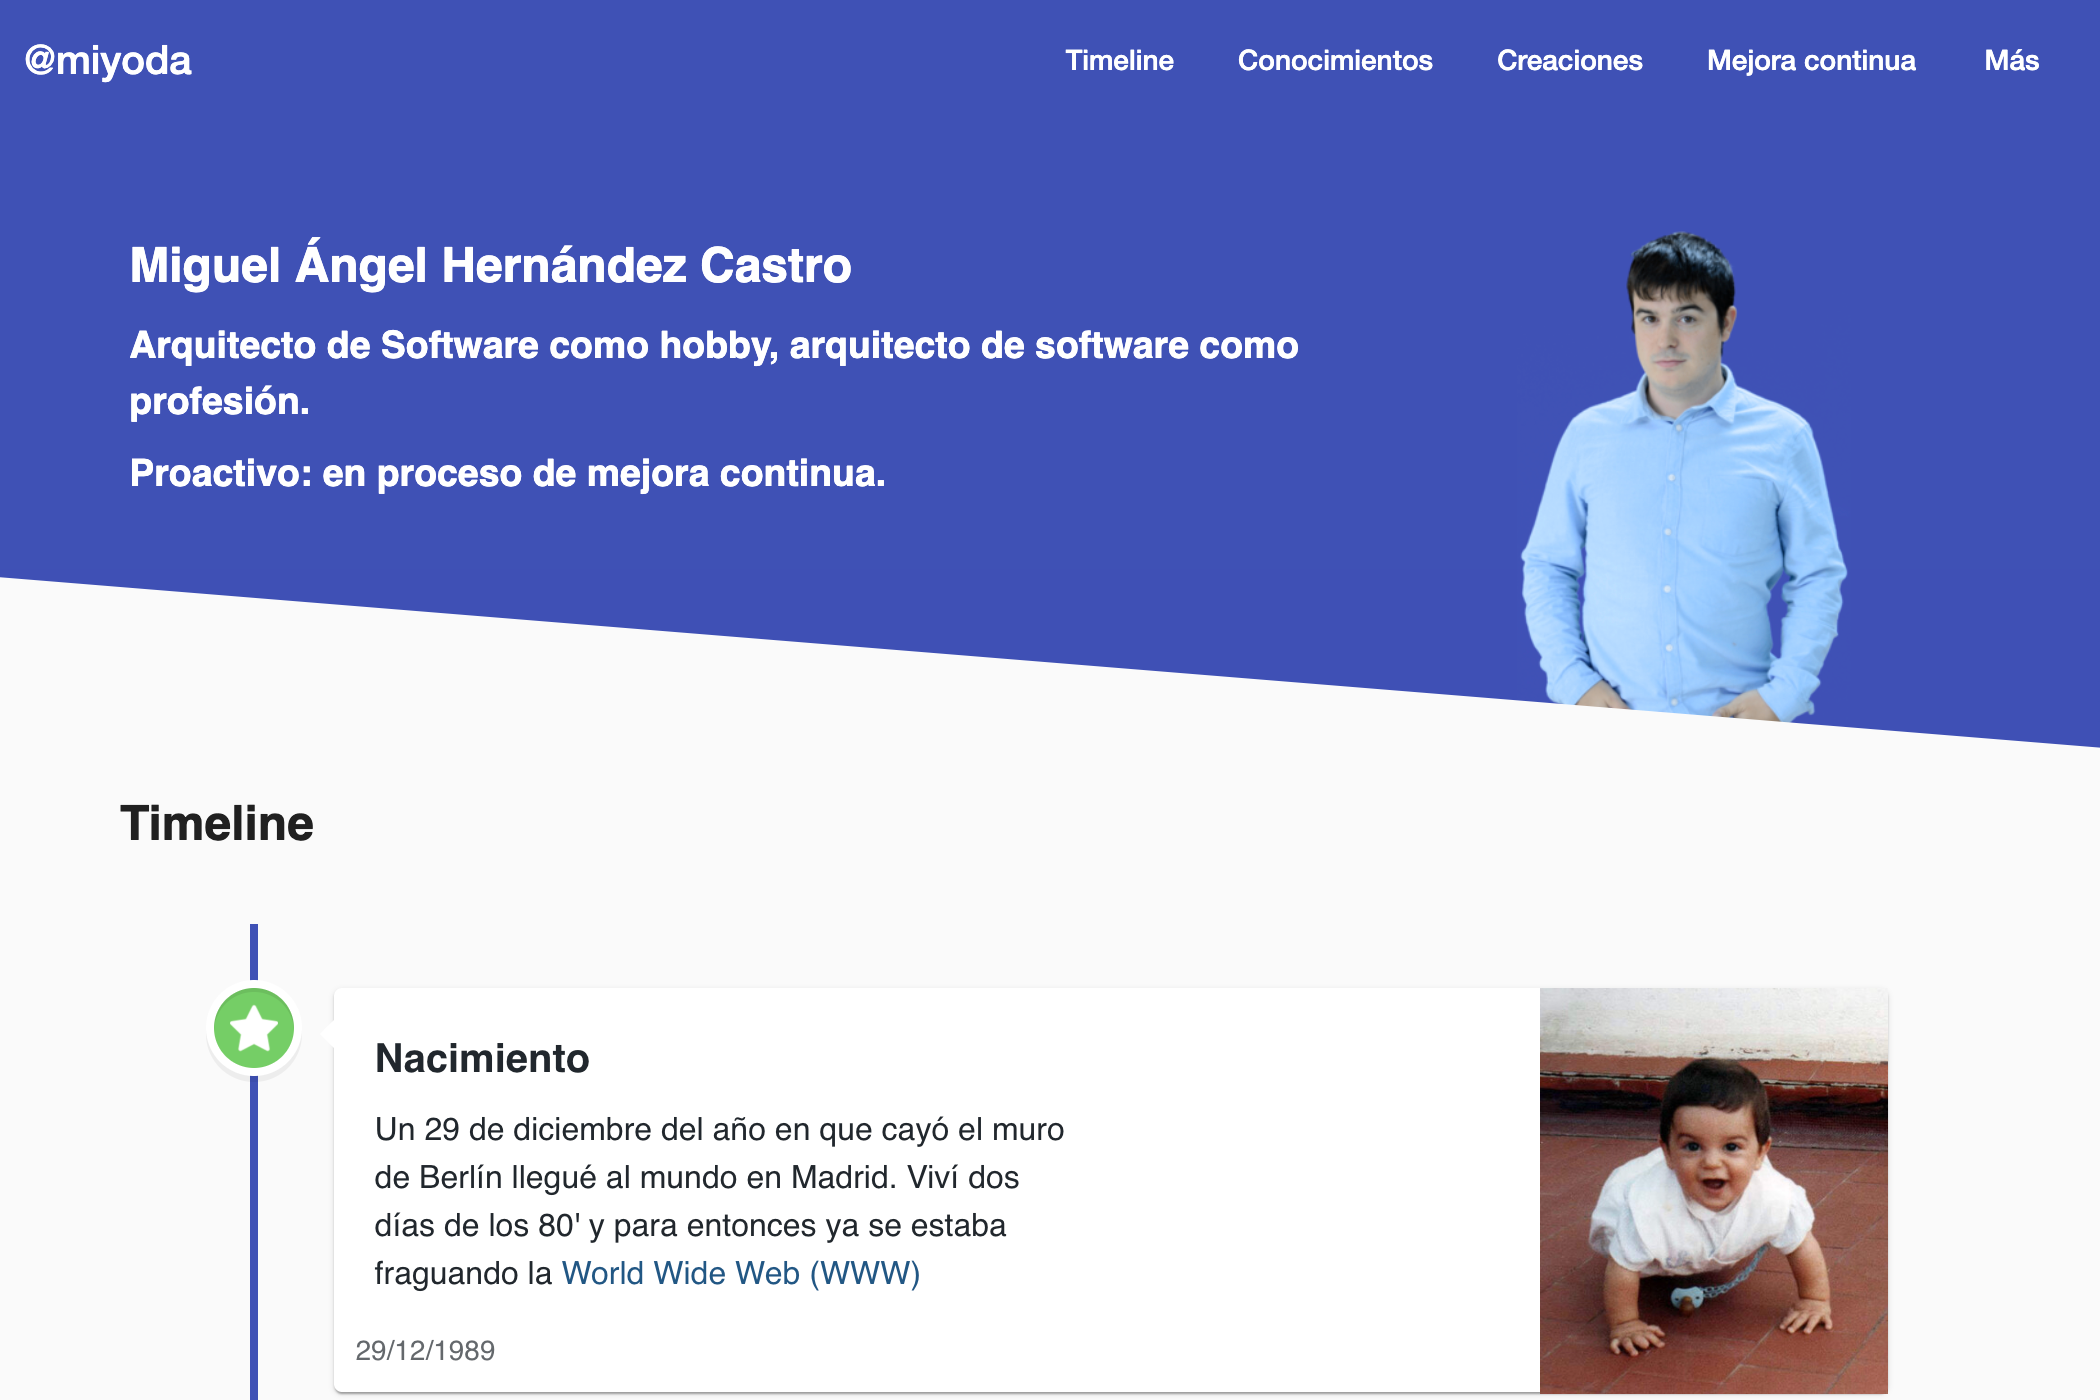 @miyoda
Timeline
Conocimientos
Creaciones
Mejora continua
Más
Miguel Ángel Hernández Castro
Arquitecto de Software como hobby, arquitecto de software como
profesión.
Proactivo: en proceso de mejora continua.
Timeline
Nacimiento
Un 29 de diciembre del año en que cayó el muro
de Berlín llegué al mundo en Madrid. Viví dos
días de los 80' y para entonces ya se estaba
fraguando la World Wide Web (WWW)
29/12/1989